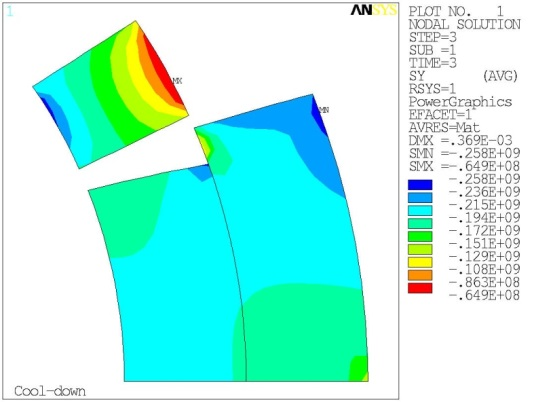 1
ANSYS
PLOT NO. 1
NODAL SOLUTION
STEP=3
SUB =1
TIME=3
SY (AVG)
RSYS=1
PowerGraphics
EFACET=1
AVRES=Mat
DMX =.369E-03
SMN =-.258E+09
SMX =-.649E+08
-.258E+09
-.236E+09
-.215E+09
-.194E+09
-.172E+09
-.151E+09
-.129E+09
-.108E+09
-.863E+08
-.649E+08
MX
MN
Cool-down